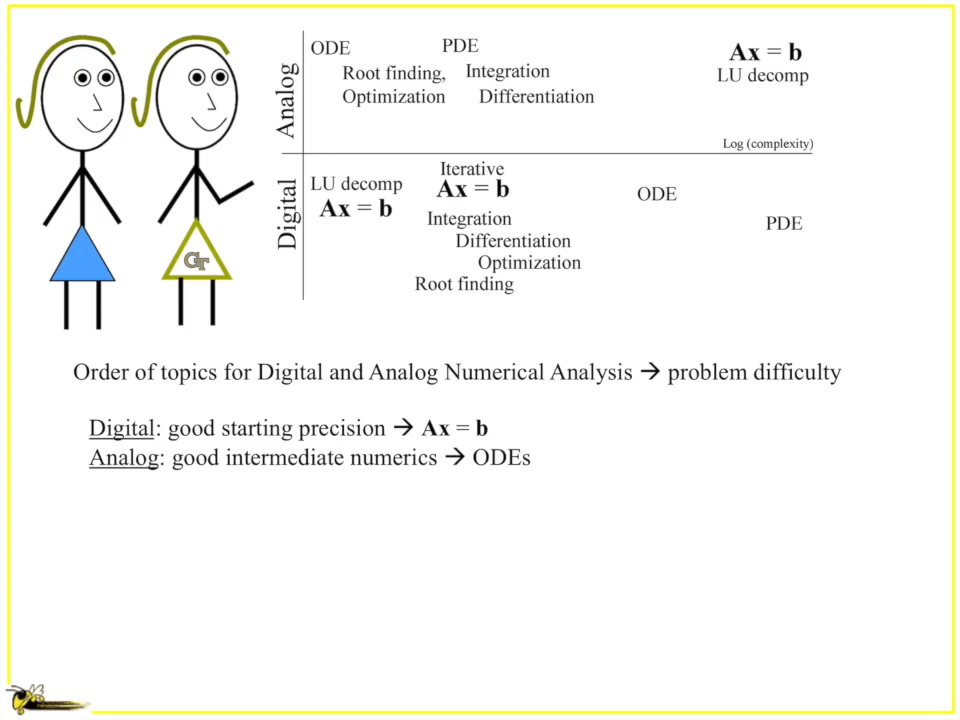 Analog
ODE
PDE
Root finding,
Optimization
Integration
Differentiation
Ax = b
LU decomp
Log (complexity)
Digital
LU decomp
Ax = b
Iterative
Ax = b
Integration
Differentiation
Optimization
Root finding
ODE
PDE
GT
Order of topics for Digital and Analog Numerical Analysis → problem difficulty
Digital: good starting precision → Ax = b
Analog: good intermediate numerics → ODEs